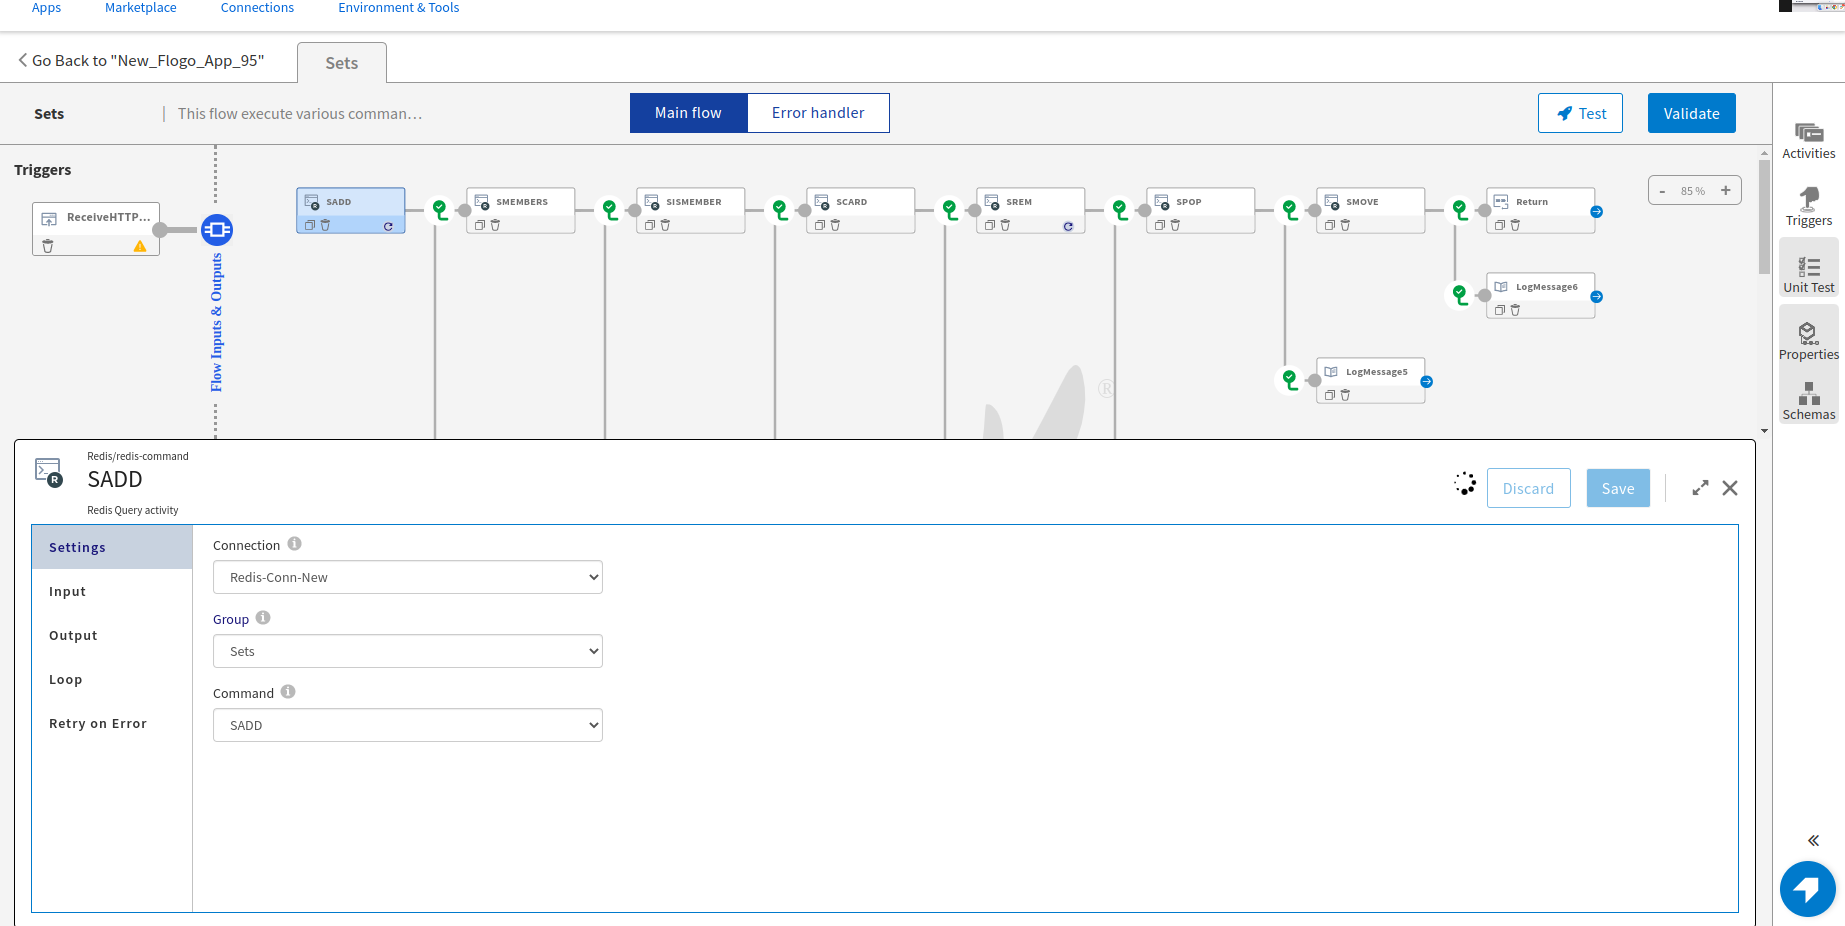 Apps Marketplace Connections Environment & Tools
Go Back to "New_Flogo_App_95" Sets
Sets This flow execute various comman… Main flow Error handler Test Validate
Triggers
ReceiveHTTP...
Flow Inputs & Outputs
SADD SMEMBERS SISMEMBER SCARD SREM SPOP SMOVE Return
- 85 % +
LogMessage6
LogMessage5
®
Activities
Triggers
Unit Test
Properties
Schemas
Redis/redis-command
SADD
Redis Query activity
Discard Save
Settings
Input
Output
Loop
Retry on Error
Connection
Redis-Conn-New
Group
Sets
Command
SADD